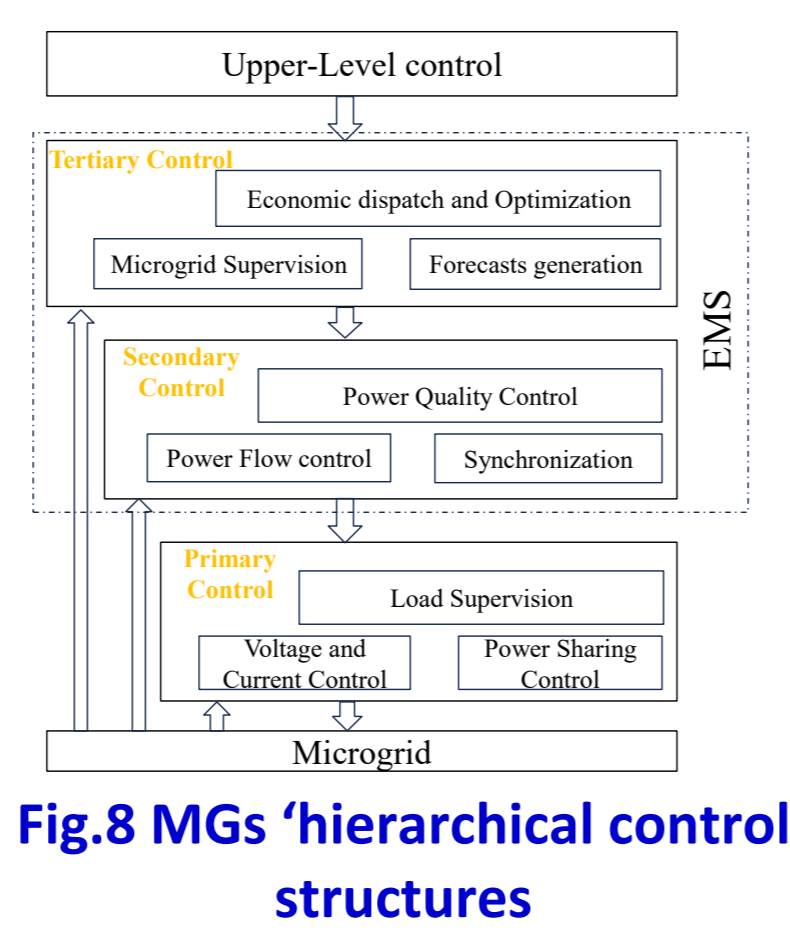 Upper-Level control
Tertiary Control
Economic dispatch and Optimization
Microgrid Supervision
Forecasts generation
EMS
Secondary
Control
Power Quality Control
Power Flow control
Synchronization
Primary
Control
Load Supervision
Voltage and
Current Control
Power Sharing
Control
Microgrid
Fig.8 MGs ‘hierarchical control
structures